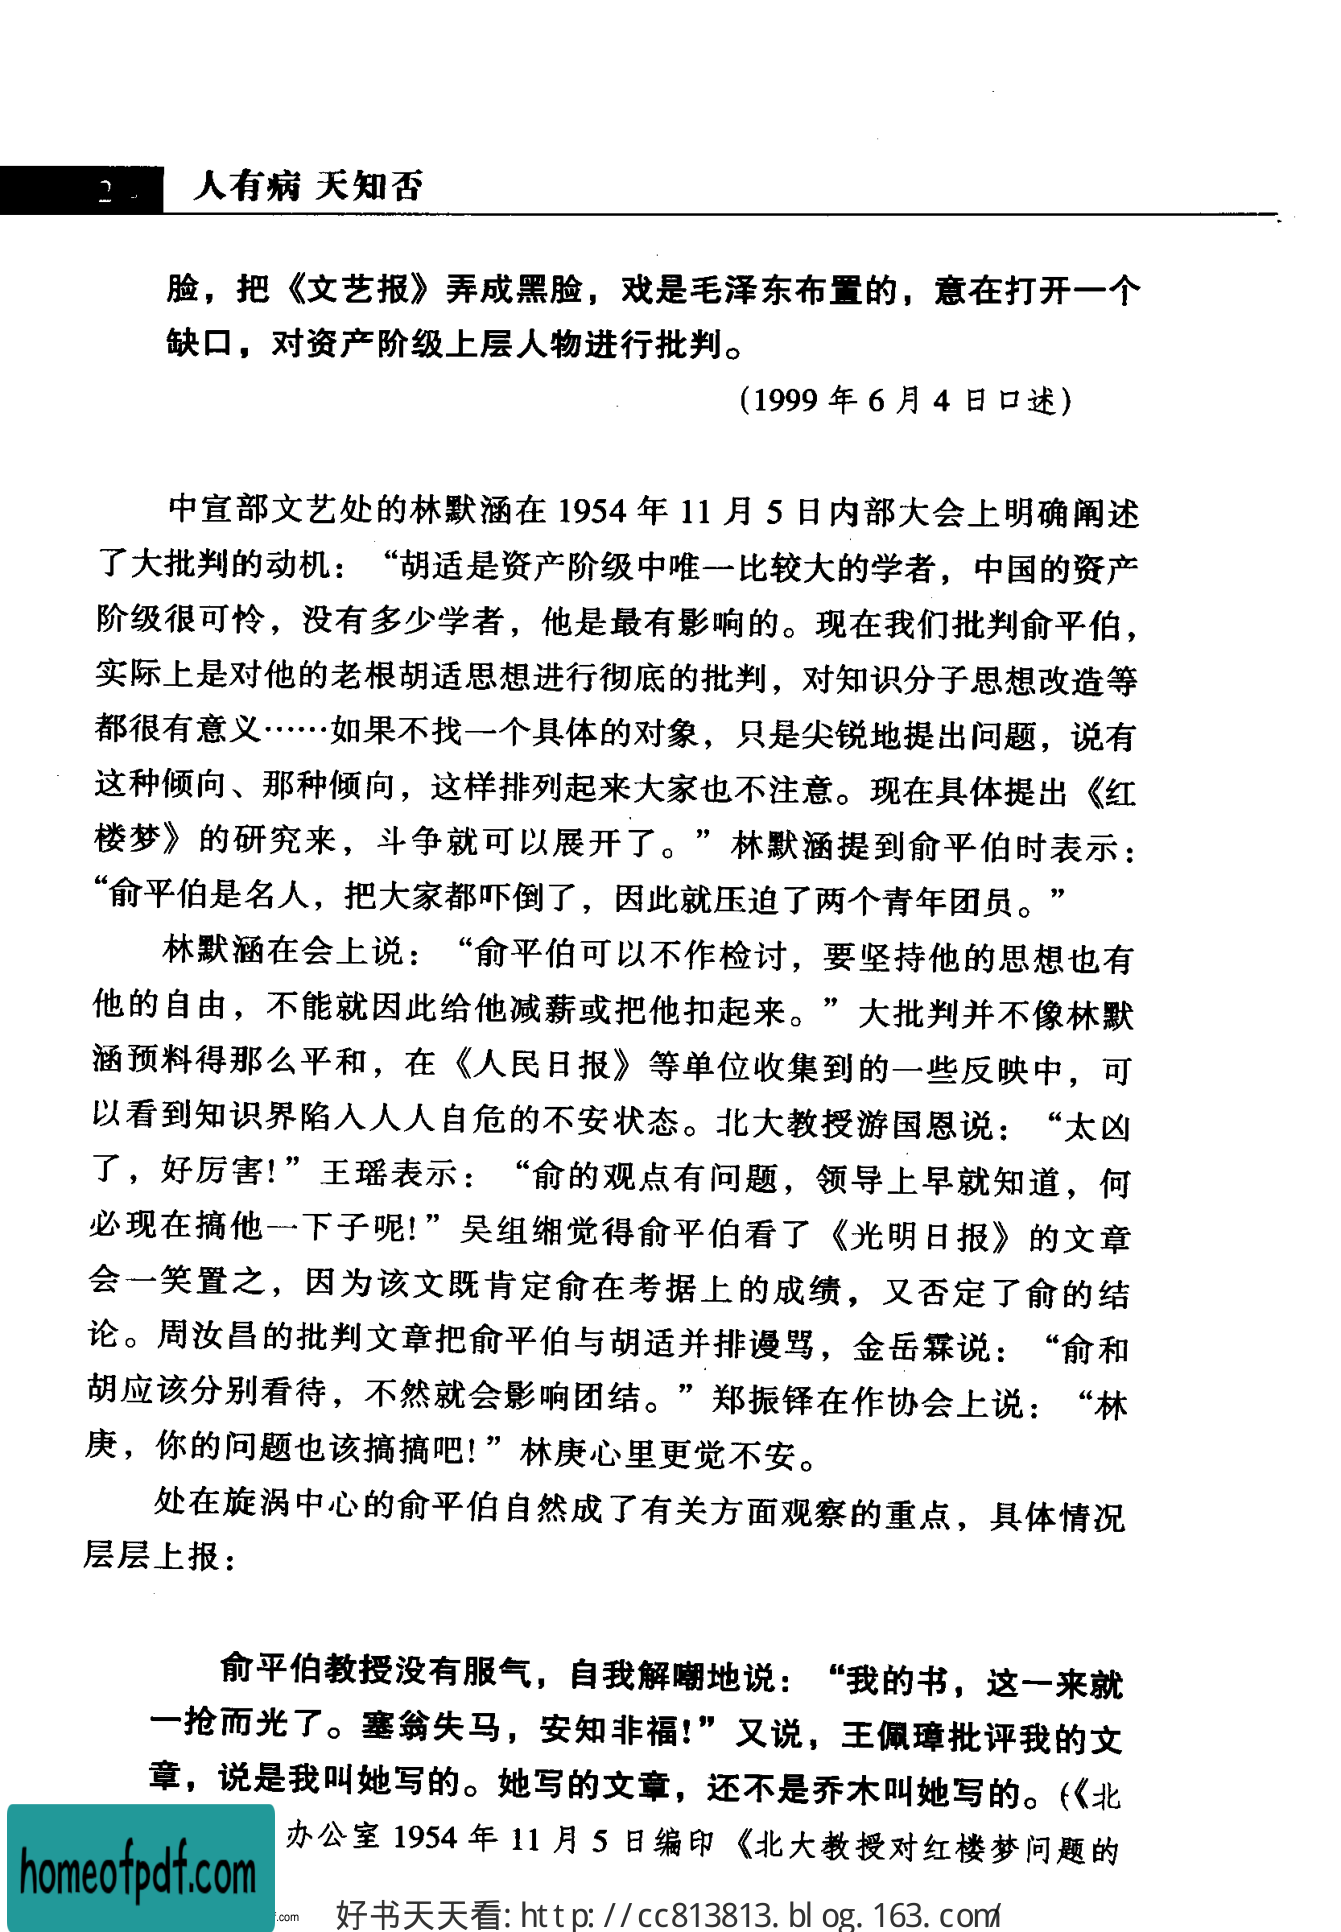 2
人有病 天知否
脸，把《文艺报》弄成黑脸，戏是毛泽东布置的，意在打开一个
缺口，对资产阶级上层人物进行批判。
（1999 年 6 月 4 日口述）
中宣部文艺处的林默涵在 1954 年 11 月 5 日内部大会上明确阐述
了大批判的动机：“胡适是资产阶级中唯一比较大的学者，中国的资产
阶级很可怜，没有多少学者，他是最有影响的。现在我们批判俞平伯，
实际上是对他的老根胡适思想进行彻底的批判，对知识分子思想改造等
都很有意义……如果不找一个具体的对象，只是尖锐地提出问题，说有
这种倾向、那种倾向，这样排列起来大家也不注意。现在具体提出《红
楼梦》的研究来，斗争就可以展开了。”林默涵提到俞平伯时表示：
“俞平伯是名人，把大家都吓倒了，因此就压迫了两个青年团员。”
林默涵在会上说：“俞平伯可以不作检讨，要坚持他的思想也有
他的自由，不能就因此给他减薪或把他扣起来。”大批判并不像林默
涵预料得那么平和，在《人民日报》等单位收集到的一些反映中，可
以看到知识界陷入人人自危的不安状态。北大教授游国恩说：“太凶
了，好厉害！”王瑶表示：“俞的观点有问题，领导上早就知道，何
必现在搞他一下子呢！”吴组缃觉得俞平伯看了《光明日报》的文章
会一笑置之，因为该文既肯定俞在考据上的成绩，又否定了俞的结
论。周汝昌的批判文章把俞平伯与胡适并排谩骂，金岳霖说：“俞和
胡应该分别看待，不然就会影响团结。”郑振铎在作协会上说：“林
庚，你的问题也该搞搞吧！”林庚心里更觉不安。
处在旋涡中心的俞平伯自然成了有关方面观察的重点，具体情况
层层上报：
俞平伯教授没有服气，自我解嘲地说：“我的书，这一来就
一抢而光了。塞翁失马，安知非福！”又说，王佩璋批评我的文
章，说是我叫她写的。她写的文章，还不是乔木叫她写的。（《北
办公室 1954 年 11 月 5 日编印《北大教授对红楼梦问题的
homeofpdf.com
f.com
好书天天看：http://cc813813.blog.163.com/